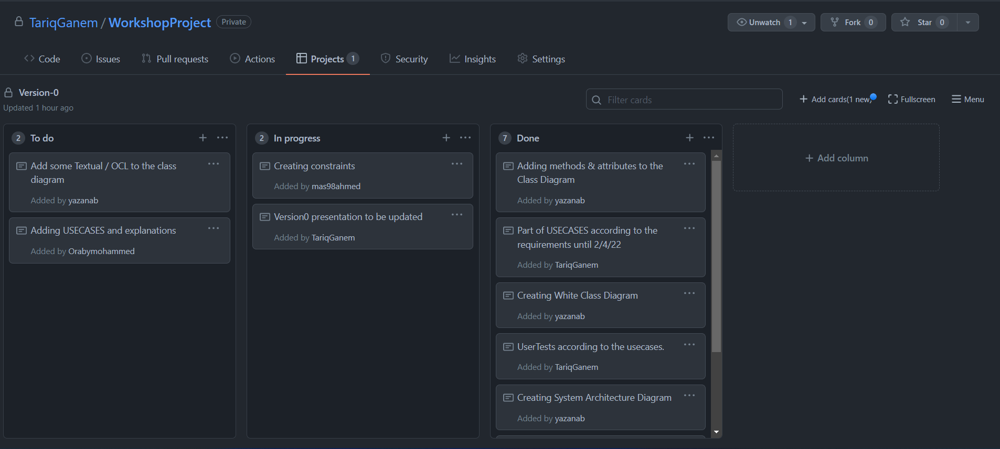 TariqGanem / WorkshopProject Private
Unwatch 1 Fork 0 Star 0
Code Issues Pull requests Actions Projects 1 Security Insights Settings
Version-0
Updated 1 hour ago
Filter cards
Add cards(1 new)
Fullscreen
Menu
2 To do
Add some Textual / OCL to the class
diagram
Added by yazanab
Adding USECASES and explanations
Added by Orabymohammed
2 In progress
Creating constraints
Added by mas98ahmed
Version0 presentation to be updated
Added by TariqGanem
7 Done
Adding methods & attributes to the
Class Diagram
Added by yazanab
Part of USECASES according to the
requirements until 2/4/22
Added by TariqGanem
Creating White Class Diagram
Added by yazanab
UserTests according to the usecases.
Added by TariqGanem
Creating System Architecture Diagram
Added by yazanab
Add column